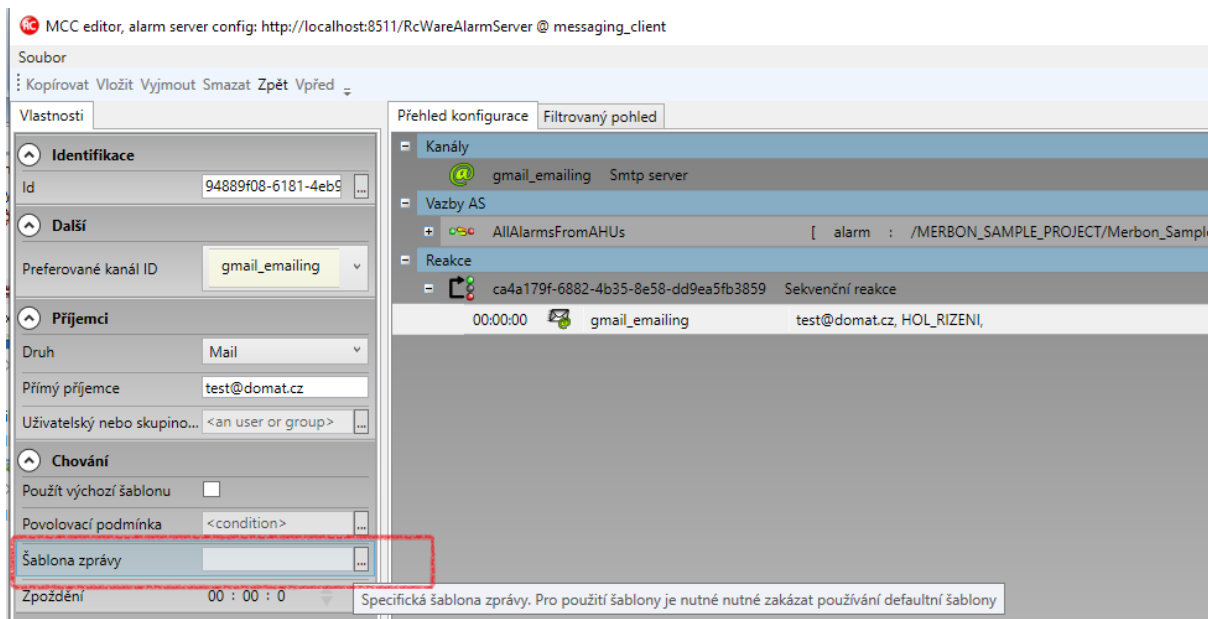 MCC editor, alarm server config: http://localhost:8511/RcWareAlarmServer @ messaging_client
Soubor
Kopírovat Vložit Vyjmout Smazat Zpět Vpřed
Vlastnosti
Přehled konfigurace Filtrovaný pohled
Identifikace
Id 94889f08-6181-4eb9 ...
Další
Preferované kanál ID gmail_emailing
Příjemci
Druh Mail
Přímý příjemce test@domat.cz
Uživatelský nebo skupino... <an user or group> ...
Chování
Použít výchozí šablonu
Povolovací podmínka <condition> ...
Šablona zprávy ...
Zpoždění 00 : 00 : 0
Kanály
gmail_emailing Smtp server
Vazby AS
AllAlarmsFromAHUs [ alarm : /MERBON_SAMPLE_PROJECT/Merbon_Sampl
Reakce
ca4a179f-6882-4b35-8e58-dd9ea5fb3859 Sekvenční reakce
00:00:00 gmail_emailing test@domat.cz, HOL_RIZENI,
Specifická šablona zprávy. Pro použití šablony je nutné nutné zakázat používání defaultní šablony